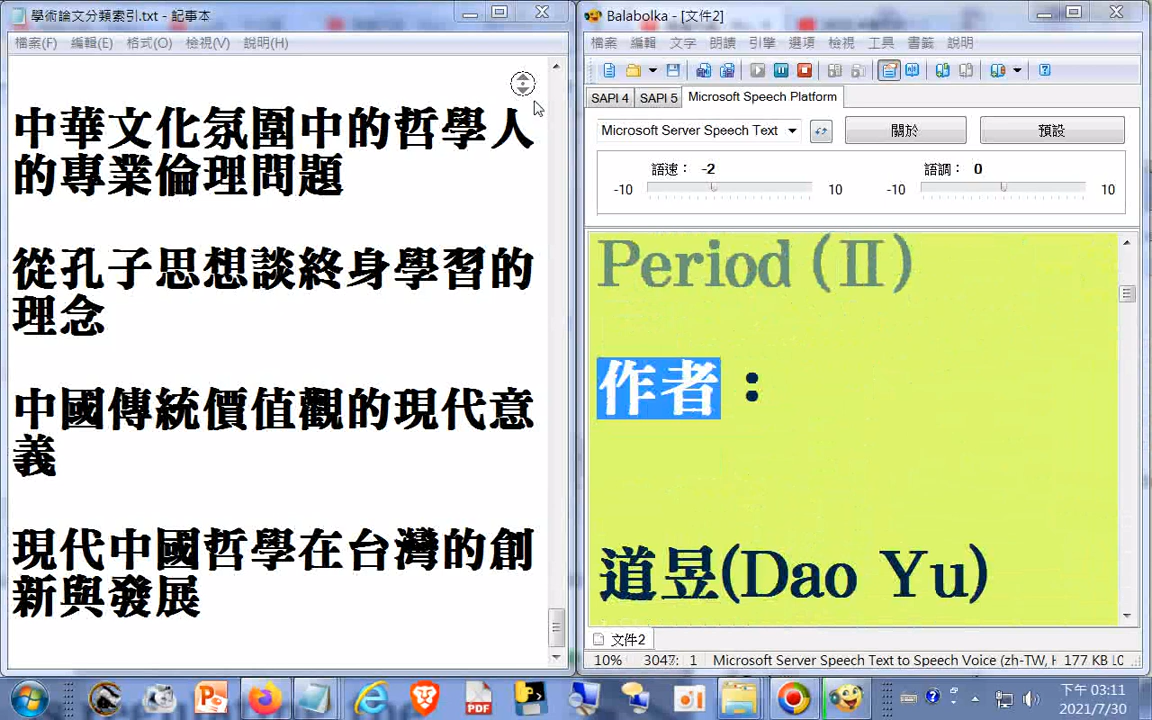 學術論文分類索引.txt - 記事本
檔案(F) 編輯(E) 格式(O) 檢視(V) 說明(H)
中華文化氛圍中的哲學人
的專業倫理問題
從孔子思想談終身學習的
理念
中國傳統價值觀的現代意
義
現代中國哲學在台灣的創
新與發展
Balabolka - [文件2]
檔案 編輯 文字 朗讀 引擎 選項 檢視 工具 書籤 說明
SAPI 4 SAPI 5 Microsoft Speech Platform
Microsoft Server Speech Text 關於 預設
語速： -2 語調： 0
-10 10 -10 10
Period (Ⅱ)
作者：
道昱(Dao Yu)
文件2
10% 3047: 1 Microsoft Server Speech Text to Speech Voice (zh-TW, 177 KB
下午 03:11
2021/7/30